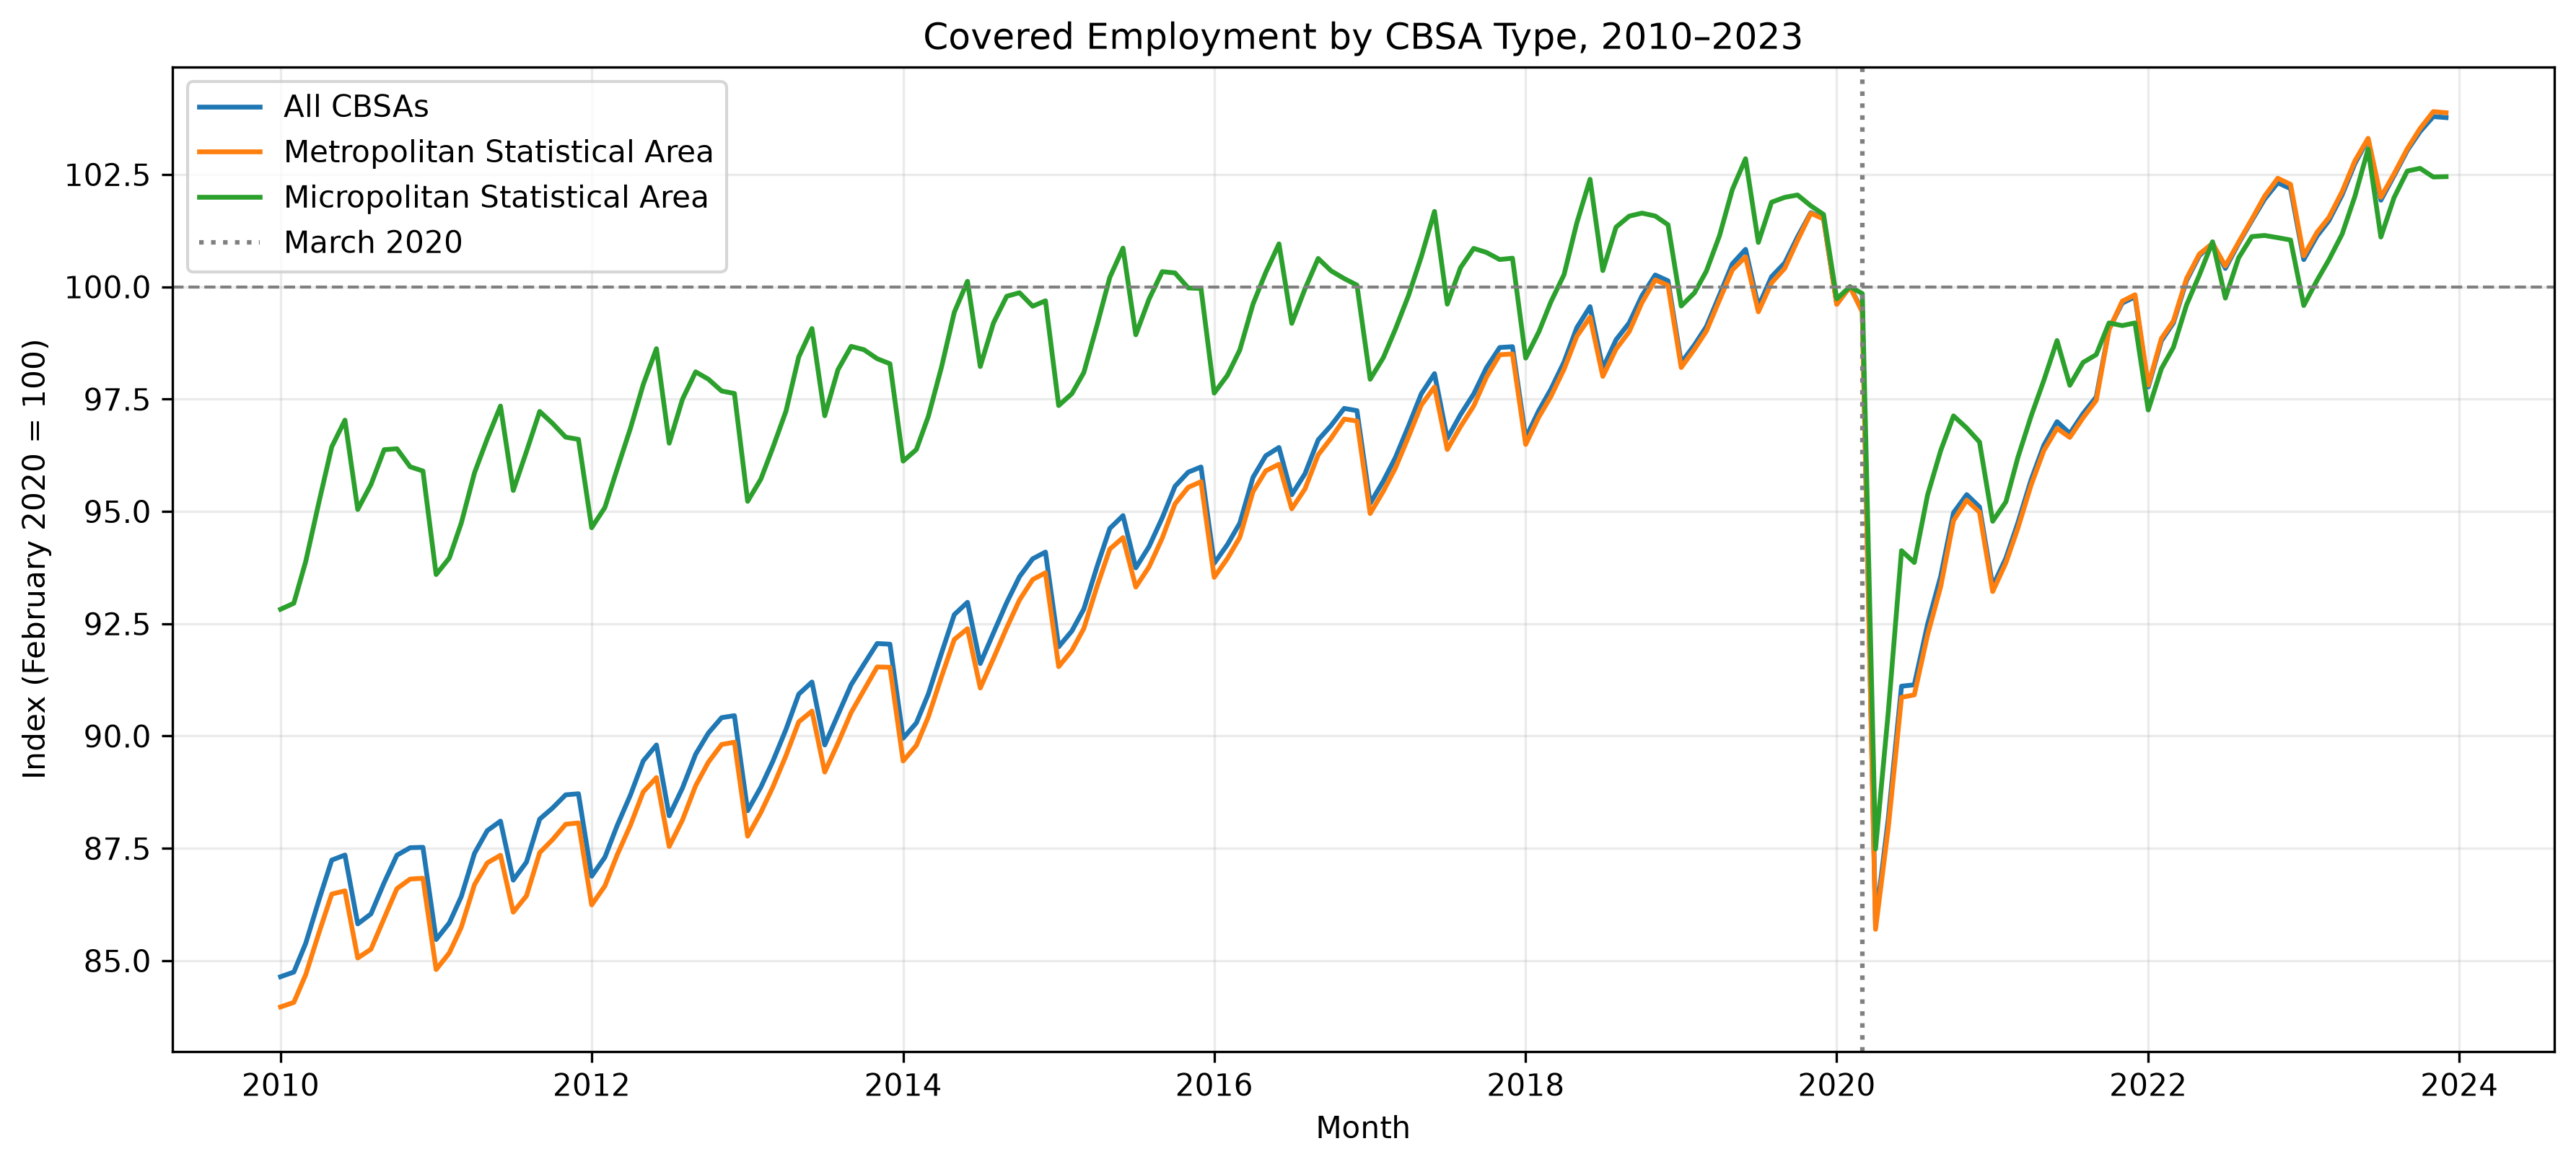 Covered Employment by CBSA Type, 2010–2023
All CBSAs
Metropolitan Statistical Area
Micropolitan Statistical Area
March 2020
Index (February 2020 = 100)
102.5
100.0
97.5
95.0
92.5
90.0
87.5
85.0
2010 2012 2014 2016 2018 2020 2022 2024
Month